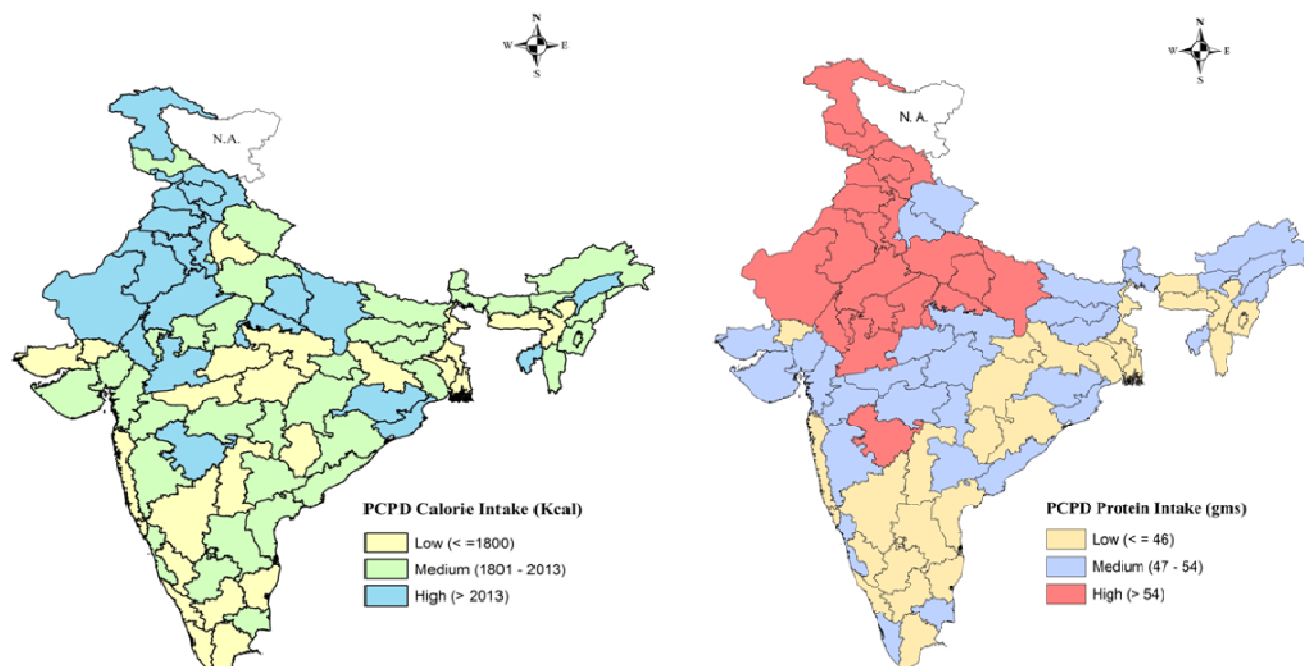 N
W E
S
N.A.
PCPD Calorie Intake (Kcal)
Low (< =1800)
Medium (1801 - 2013)
High (> 2013)
N
W E
S
N.A.
PCPD Protein Intake (gms)
Low (< = 46)
Medium (47 - 54)
High (> 54)